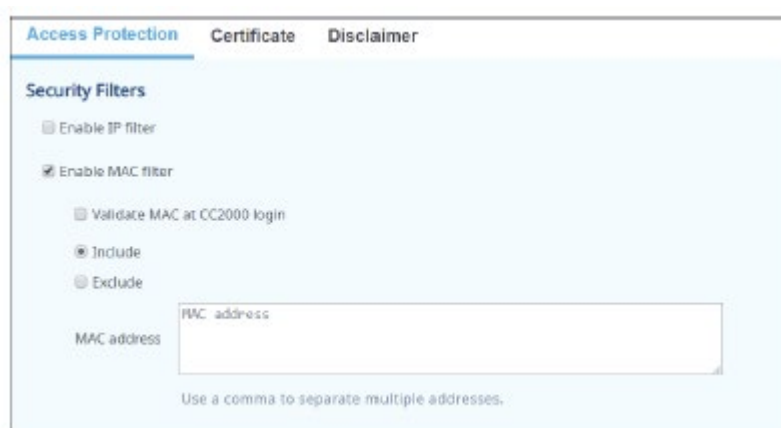 Access Protection Certificate Disclaimer
Security Filters
Enable IP filter
Enable MAC filter
Validate MAC at CC2000 login
Include
Exclude
MAC address
MAC address
Use a comma to separate multiple addresses.